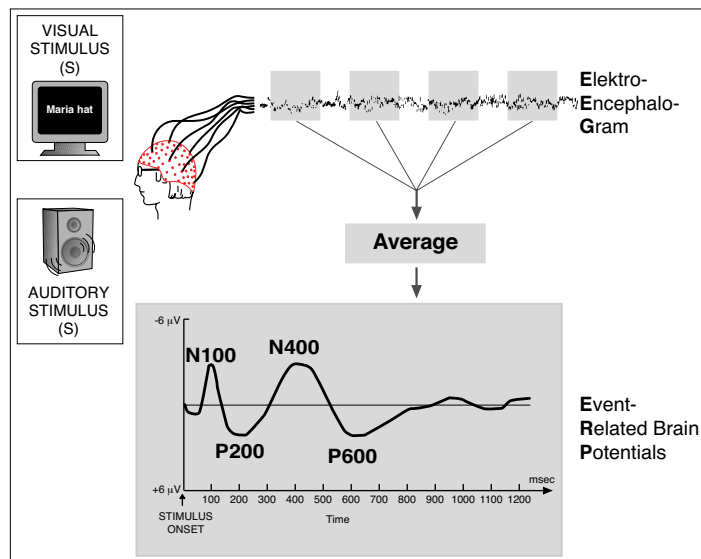 VISUAL
STIMULUS
(S)
Maria hat
Elektro-
Encephalo-
Gram
AUDITORY
STIMULUS
(S)
Average
-6 µV
N100
N400
P200
P600
+6 µV
msec
100 200 300 400 500 600 700 800 900 1000 1100 1200
STIMULUS
ONSET
Time
Event-
Related Brain
Potentials